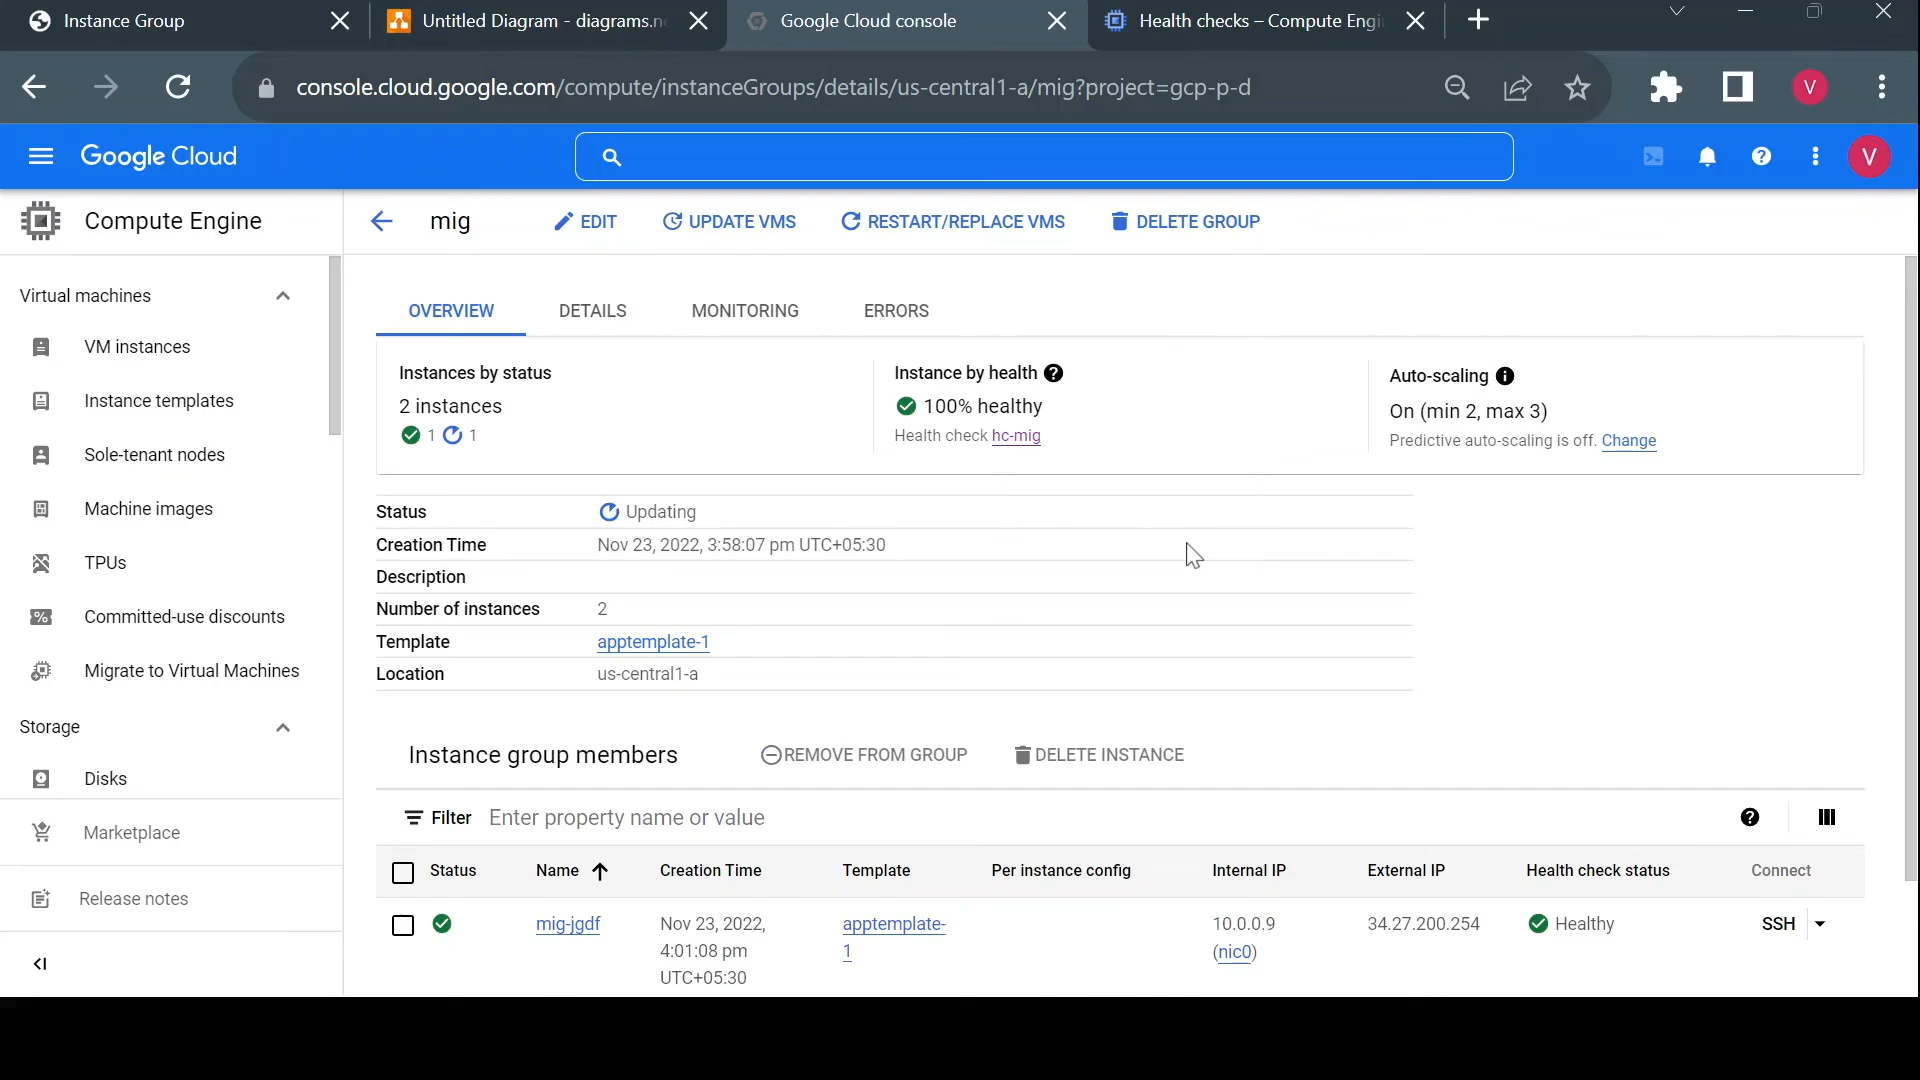 Instance Group
Untitled Diagram - diagrams.ne
Google Cloud console
Health checks – Compute Engi
console.cloud.google.com/compute/instanceGroups/details/us-central1-a/mig?project=gcp-p-d
V
Google Cloud
V
Compute Engine
mig
EDIT
UPDATE VMS
RESTART/REPLACE VMS
DELETE GROUP
Virtual machines
VM instances
Instance templates
Sole-tenant nodes
Machine images
TPUs
Committed-use discounts
Migrate to Virtual Machines
Storage
Disks
Marketplace
Release notes
OVERVIEW
DETAILS
MONITORING
ERRORS
Instances by status
2 instances
1 1
Instance by health
100% healthy
Health check hc-mig
Auto-scaling
On (min 2, max 3)
Predictive auto-scaling is off. Change
Status Updating
Creation Time Nov 23, 2022, 3:58:07 pm UTC+05:30
Description
Number of instances 2
Template apptemplate-1
Location us-central1-a
Instance group members
REMOVE FROM GROUP
DELETE INSTANCE
Filter Enter property name or value
Status Name Creation Time Template Per instance config Internal IP External IP Health check status Connect
mig-jgdf Nov 23, 2022, apptemplate- 10.0.0.9 34.27.200.254 Healthy SSH
4:01:08 pm 1 (nic0)
UTC+05:30